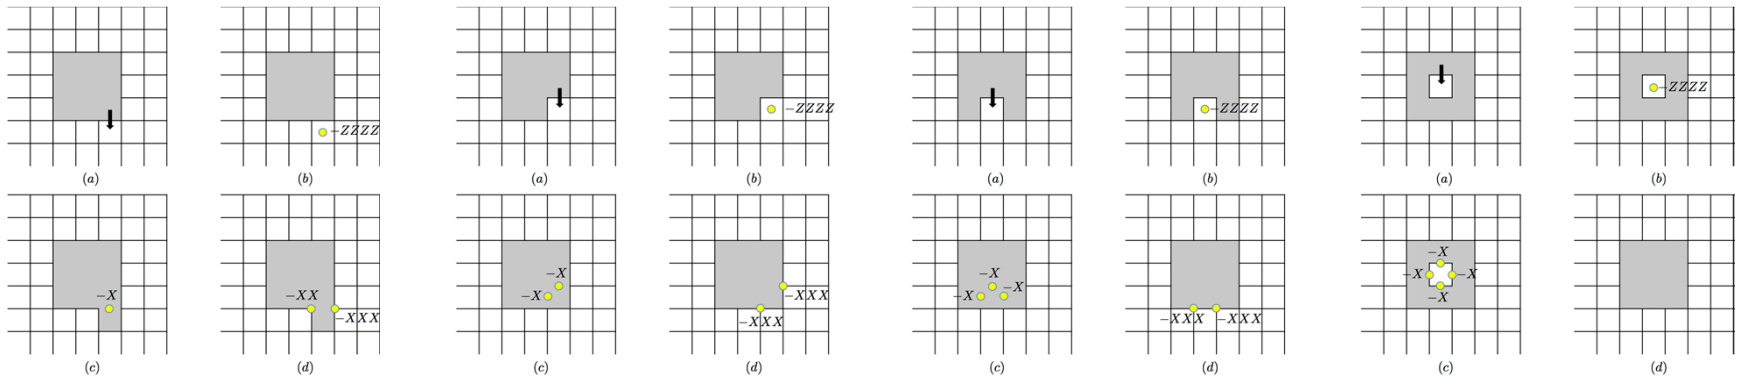 −ZZZZ
−ZZZZ
−ZZZZ
−ZZZZ
(a) (b) (a) (b) (a) (b) (a) (b)
−X
−X −X
−X
−X −XX −X −X −X
−XXX −XXX −X
−XXX −XXX −XXX
(c) (d) (c) (d) (c) (d) (c) (d)